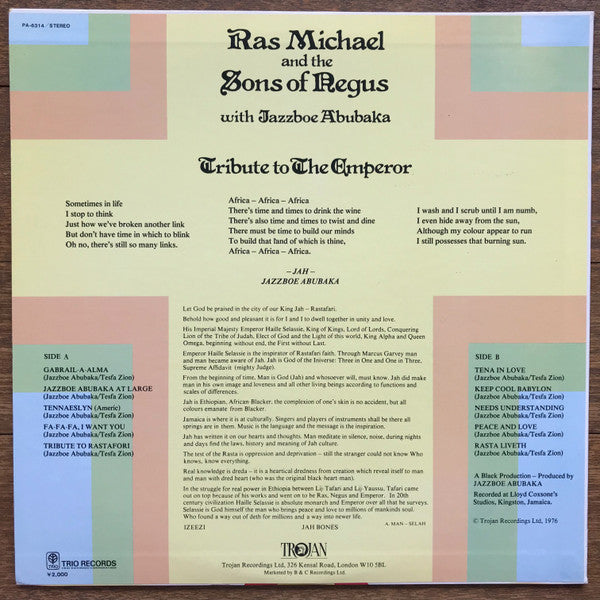 PA-6314 / STEREO
Ras Michael
and the
Sons of Negus
with Jazzboe Abubaka
Tribute to The Emperor
Sometimes in life
I stop to think
Just how we've broken another link
But don't have time in which to blink
Oh no, there's still so many links.
Africa – Africa – Africa
There's time and times to drink the wine
There's also time and times to twist and dine
There must be time to build our minds
To build that land of which is thine,
Africa – Africa – Africa.
I wash and I scrub until I am numb,
I even hide away from the sun,
Although my colour appear to run
I still possesses that burning sun.
– JAH –
JAZZBOE ABUBAKA
Let God be praised in the city of our King Jah – Rastafari.
Behold how good and pleasant it is for I and I to dwell together in unity and love.
His Imperial Majesty Emperor Haille Selassie, King of Kings, Lord of Lords, Conquering
Lion of the Tribe of Judah, Elect of God and the Light of this world, King Alpha and Queen
Omega, beginning without end, the First without Last.
Emperor Haille Selassie is the inspirator of Rastafari faith. Through Marcus Garvey man
and man became aware of Jah. Jah is God of the Universe: Three in One and One in Three,
Supreme Affidavit (mighty Judge).
From the beginning of time, Man is God (Jah) and whosoever will, must know. Jah did make
man in his own image and loveness and all other living beings according to functions and
scales of differences.
Jah is Ethiopian, African Blacker, the complexion of one's skin is no accident, but all
colours emanate from Blacker.
Jamaica is where it is at culturally. Singers and players of instruments shall be there all
springs are in them. Music is the language and the message is the inspiration.
Jah has written it on our hearts and thoughts. Man meditate in silence, noise, during nights
and days find the laws, history and meaning of Jah culture.
The text of the Rasta is oppression and deprivation – still the stranger could not know Who
knows, know everything.
Real knowledge is dreda – it is a heartical dredness from creation which reveal itself to man
and man with dred heart (who was the original black heart man).
In the struggle for real power in Ethiopia between Lij Tafari and Lij Yaussu. Tafari came
out on top because of his works and went on to be Ras, Negus and Emperor. In 20th
century civilization Haille Selassie is absolute monarch and Emperor over all that he surveys.
Selassie is God himself the man who brings peace and love to millions of mankinds soul.
Who found a way out of deth for millions and a way into newer life.
A. MAN – SELAH
IZEEZI JAH BONES
SIDE A
GABRAIL-A-ALMA
(Jazzboe Abubaka/Tesfa Zion)
JAZZBOE ABUBAKA AT LARGE
(Jazzboe Abubaka/Tesfa Zion)
TENNAESLYN (Americ)
(Jazzboe Abubaka/Tesfa Zion)
FA-FA-FA, I WANT YOU
(Jazzboe Abubaka/Tesfa Zion)
TRIBUTE TO RASTAFORI
(Jazzboe Abubaka/Tesfa Zion)
SIDE B
TENA IN LOVE
(Jazzboe Abubaka/Tesfa Zion)
KEEP COOL BABYLON
(Jazzboe Abubaka/Tesfa Zion)
NEEDS UNDERSTANDING
(Jazzboe Abubaka/Tesfa Zion)
PEACE AND LOVE
(Jazzboe Abubaka/Tesfa Zion)
RASTA LIVETH
(Jazzboe Abubaka/Tesfa Zion)
A Black Production – Produced by
JAZZBOE ABUBAKA
Recorded at Lloyd Coxsone's
Studios, Kingston, Jamaica.
© Trojan Recordings Ltd, 1976
TRIO
TRIO RECORDS
¥2,000
TROJAN
Trojan Recordings Ltd, 326 Kensal Road, London W10 5BL
Marketed by B & C Recordings Ltd.